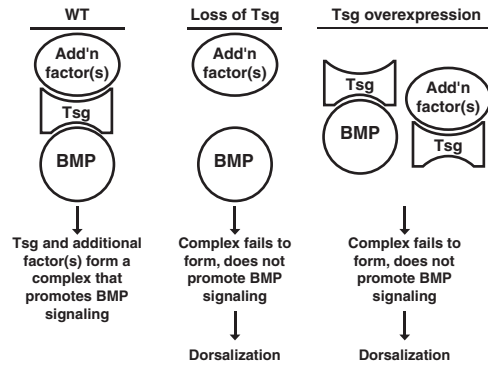 WT
Add'n
factor(s)
Tsg
BMP
Tsg and additional
factor(s) form a
complex that
promotes BMP
signaling
Loss of Tsg
Add'n
factor(s)
BMP
Complex fails to
form, does not
promote BMP
signaling
Dorsalization
Tsg overexpression
Tsg
BMP
Add'n
factor(s)
Tsg
Complex fails to
form, does not
promote BMP
signaling
Dorsalization